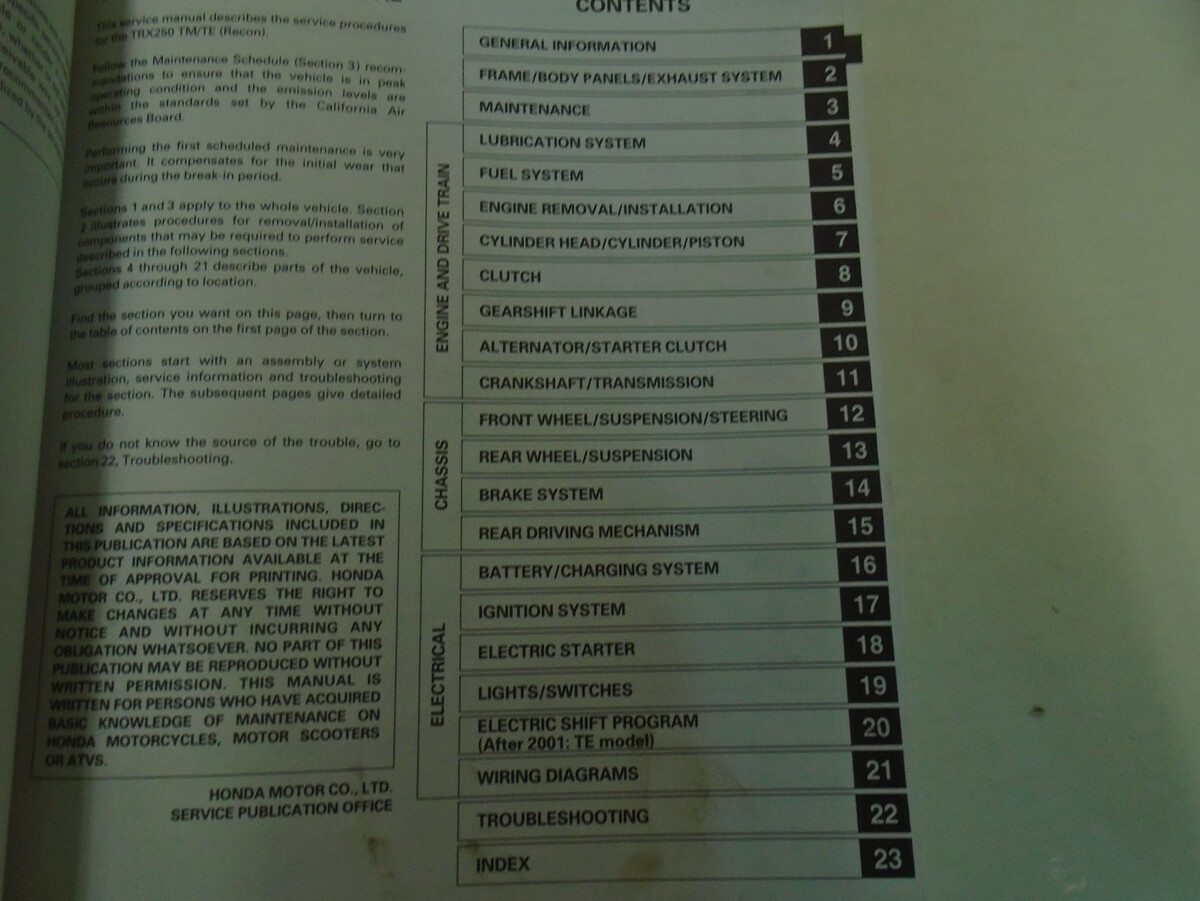 This service manual describes the service procedures
for the TRX250 TM/TE (Recon).
Follow the Maintenance Schedule (Section 3) recom-
mendations to ensure that the vehicle is in peak
operating condition and the emission levels are
within the standards set by the California Air
Resources Board.
Performing the first scheduled maintenance is very
important. It compensates for the initial wear that
occurs during the break-in period.
Sections 1 and 3 apply to the whole vehicle. Section
2 illustrates procedures for removal/installation of
components that may be required to perform service
described in the following sections.
Sections 4 through 21 describe parts of the vehicle,
grouped according to location.
Find the section you want on this page, then turn to
the table of contents on the first page of the section.
Most sections start with an assembly or system
illustration, service information and troubleshooting
for the section. The subsequent pages give detailed
procedure.
If you do not know the source of the trouble, go to
section 22, Troubleshooting.
ALL INFORMATION, ILLUSTRATIONS, DIREC-
TIONS AND SPECIFICATIONS INCLUDED IN
THIS PUBLICATION ARE BASED ON THE LATEST
PRODUCT INFORMATION AVAILABLE AT THE
TIME OF APPROVAL FOR PRINTING. HONDA
MOTOR CO., LTD. RESERVES THE RIGHT TO
MAKE CHANGES AT ANY TIME WITHOUT
NOTICE AND WITHOUT INCURRING ANY
OBLIGATION WHATSOEVER. NO PART OF THIS
PUBLICATION MAY BE REPRODUCED WITHOUT
WRITTEN PERMISSION. THIS MANUAL IS
WRITTEN FOR PERSONS WHO HAVE ACQUIRED
BASIC KNOWLEDGE OF MAINTENANCE ON
HONDA MOTORCYCLES, MOTOR SCOOTERS
OR ATVS.
HONDA MOTOR CO., LTD.
SERVICE PUBLICATION OFFICE
CONTENTS
GENERAL INFORMATION 1
FRAME/BODY PANELS/EXHAUST SYSTEM 2
MAINTENANCE 3
ENGINE AND DRIVE TRAIN
LUBRICATION SYSTEM 4
FUEL SYSTEM 5
ENGINE REMOVAL/INSTALLATION 6
CYLINDER HEAD/CYLINDER/PISTON 7
CLUTCH 8
GEARSHIFT LINKAGE 9
ALTERNATOR/STARTER CLUTCH 10
CRANKSHAFT/TRANSMISSION 11
CHASSIS
FRONT WHEEL/SUSPENSION/STEERING 12
REAR WHEEL/SUSPENSION 13
BRAKE SYSTEM 14
REAR DRIVING MECHANISM 15
ELECTRICAL
BATTERY/CHARGING SYSTEM 16
IGNITION SYSTEM 17
ELECTRIC STARTER 18
LIGHTS/SWITCHES 19
ELECTRIC SHIFT PROGRAM 20
(After 2001: TE model)
WIRING DIAGRAMS 21
TROUBLESHOOTING 22
INDEX 23